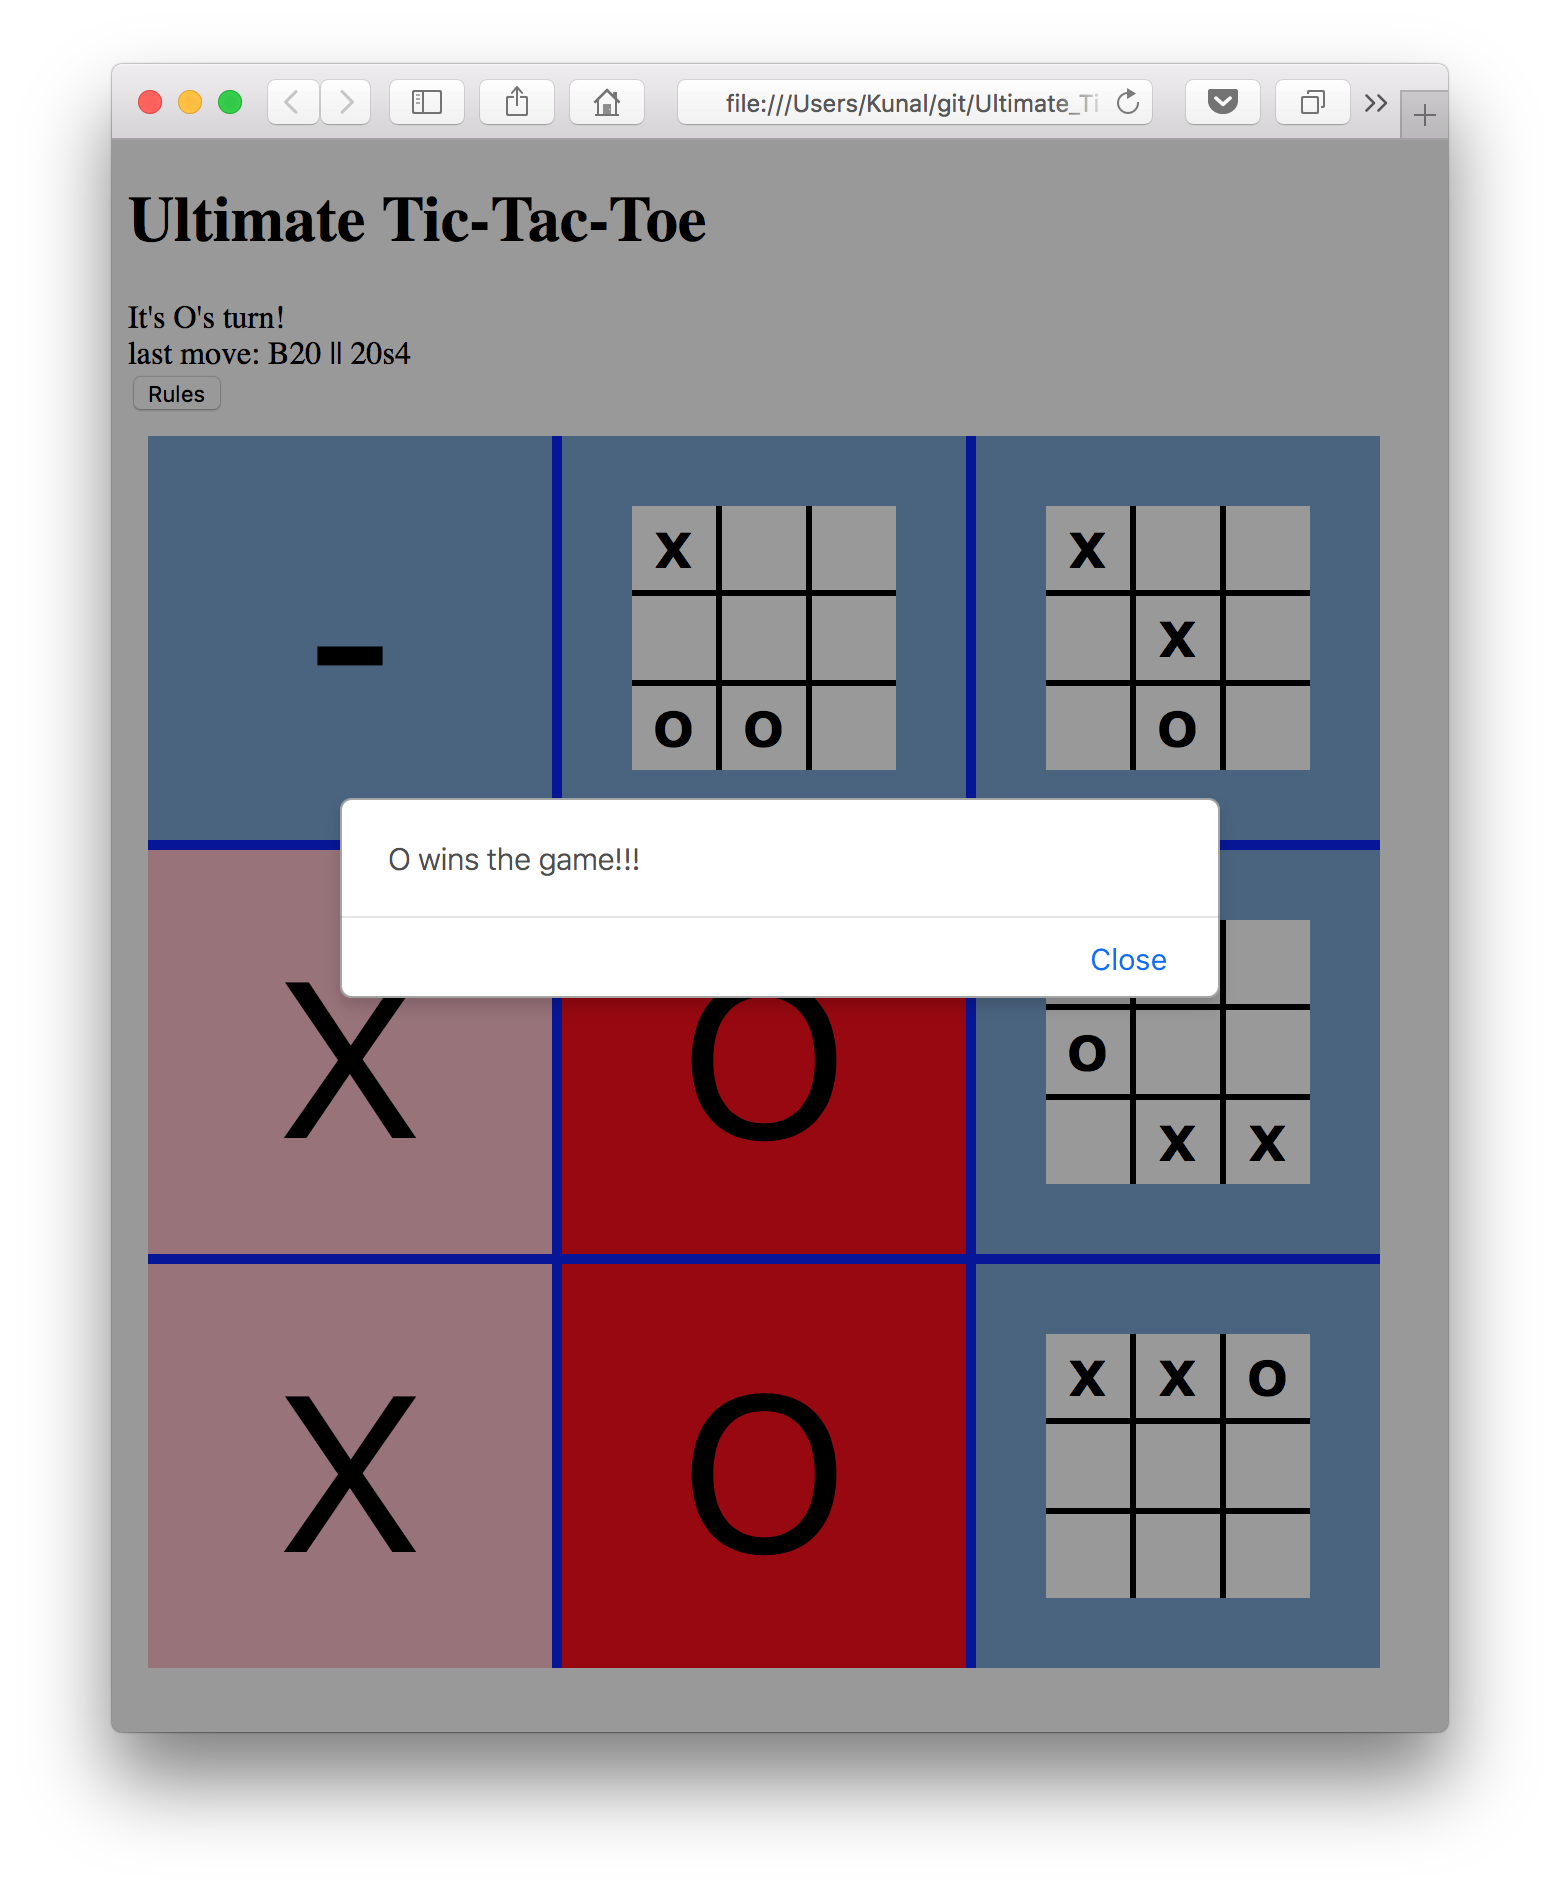 file:///Users/Kunal/git/Ultimate_Ti
Ultimate Tic-Tac-Toe
It's O's turn!
last move: B20 || 20s4
Rules
-
X
O O
X
X
O
O wins the game!!!
Close
X
O
O
X X
X
O
X X O